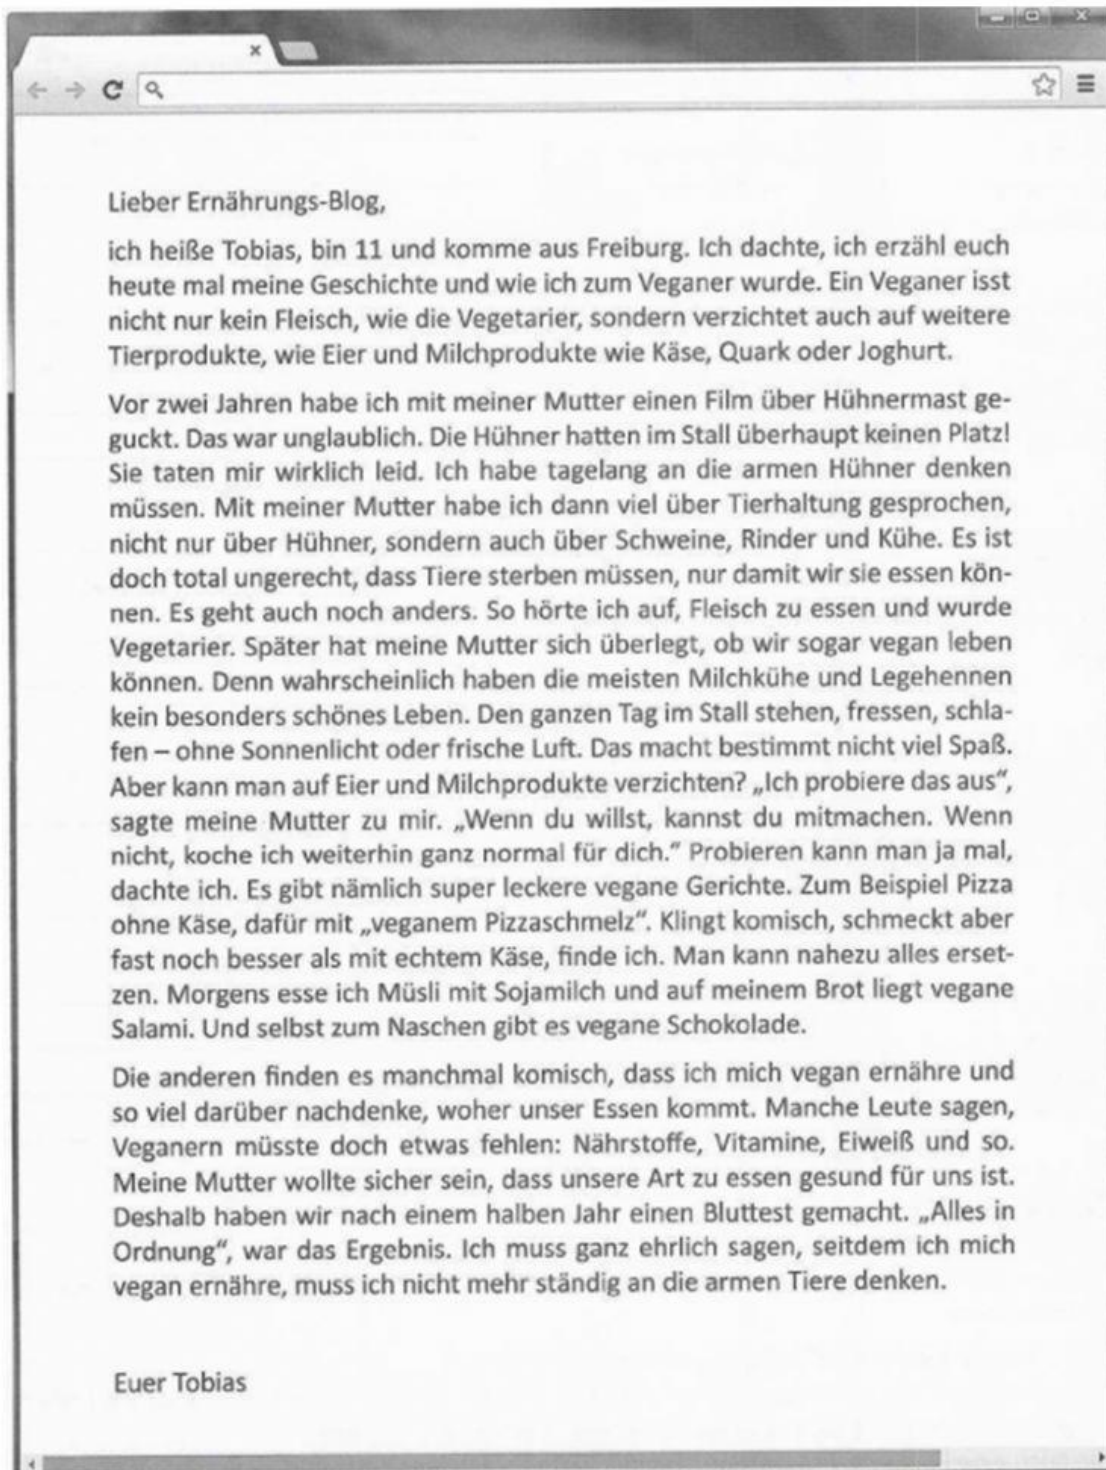 Lieber Ernährungs-Blog,
ich heiße Tobias, bin 11 und komme aus Freiburg. Ich dachte, ich erzähl euch
heute mal meine Geschichte und wie ich zum Veganer wurde. Ein Veganer isst
nicht nur kein Fleisch, wie die Vegetarier, sondern verzichtet auch auf weitere
Tierprodukte, wie Eier und Milchprodukte wie Käse, Quark oder Joghurt.
Vor zwei Jahren habe ich mit meiner Mutter einen Film über Hühnermast ge-
guckt. Das war unglaublich. Die Hühner hatten im Stall überhaupt keinen Platz!
Sie taten mir wirklich leid. Ich habe tagelang an die armen Hühner denken
müssen. Mit meiner Mutter habe ich dann viel über Tierhaltung gesprochen,
nicht nur über Hühner, sondern auch über Schweine, Rinder und Kühe. Es ist
doch total ungerecht, dass Tiere sterben müssen, nur damit wir sie essen kön-
nen. Es geht auch noch anders. So hörte ich auf, Fleisch zu essen und wurde
Vegetarier. Später hat meine Mutter sich überlegt, ob wir sogar vegan leben
können. Denn wahrscheinlich haben die meisten Milchkühe und Legehennen
kein besonders schönes Leben. Den ganzen Tag im Stall stehen, fressen, schla-
fen – ohne Sonnenlicht oder frische Luft. Das macht bestimmt nicht viel Spaß.
Aber kann man auf Eier und Milchprodukte verzichten? „Ich probiere das aus“,
sagte meine Mutter zu mir. „Wenn du willst, kannst du mitmachen. Wenn
nicht, koche ich weiterhin ganz normal für dich.“ Probieren kann man ja mal,
dachte ich. Es gibt nämlich super leckere vegane Gerichte. Zum Beispiel Pizza
ohne Käse, dafür mit „veganem Pizzaschmelz“. Klingt komisch, schmeckt aber
fast noch besser als mit echtem Käse, finde ich. Man kann nahezu alles erset-
zen. Morgens esse ich Müsli mit Sojamilch und auf meinem Brot liegt vegane
Salami. Und selbst zum Naschen gibt es vegane Schokolade.
Die anderen finden es manchmal komisch, dass ich mich vegan ernähre und
so viel darüber nachdenke, woher unser Essen kommt. Manche Leute sagen,
Veganern müsste doch etwas fehlen: Nährstoffe, Vitamine, Eiweiß und so.
Meine Mutter wollte sicher sein, dass unsere Art zu essen gesund für uns ist.
Deshalb haben wir nach einem halben Jahr einen Bluttest gemacht. „Alles in
Ordnung“, war das Ergebnis. Ich muss ganz ehrlich sagen, seitdem ich mich
vegan ernähre, muss ich nicht mehr ständig an die armen Tiere denken.
Euer Tobias